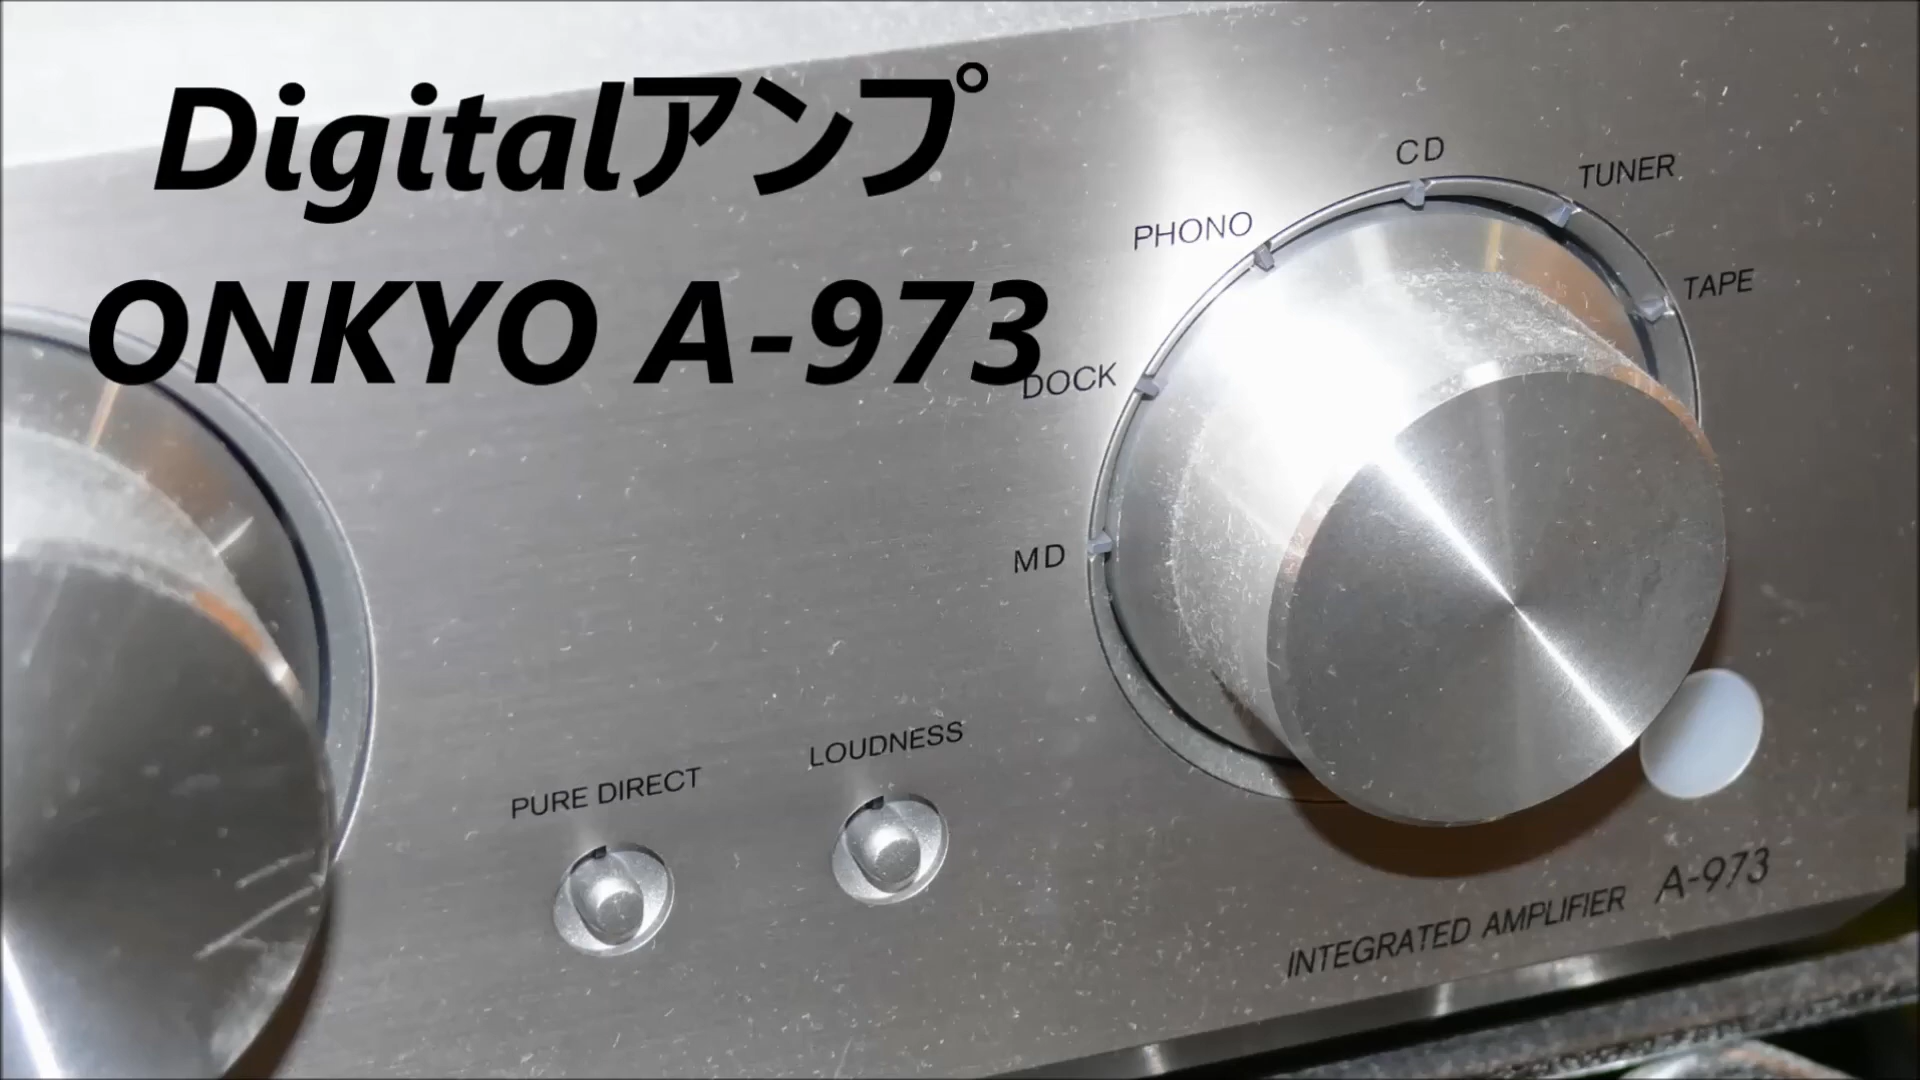 Digitalアンプ
ONKYO A-973
CD
TUNER
PHONO
TAPE
DOCK
MD
LOUDNESS
PURE DIRECT
INTEGRATED AMPLIFIER A-973